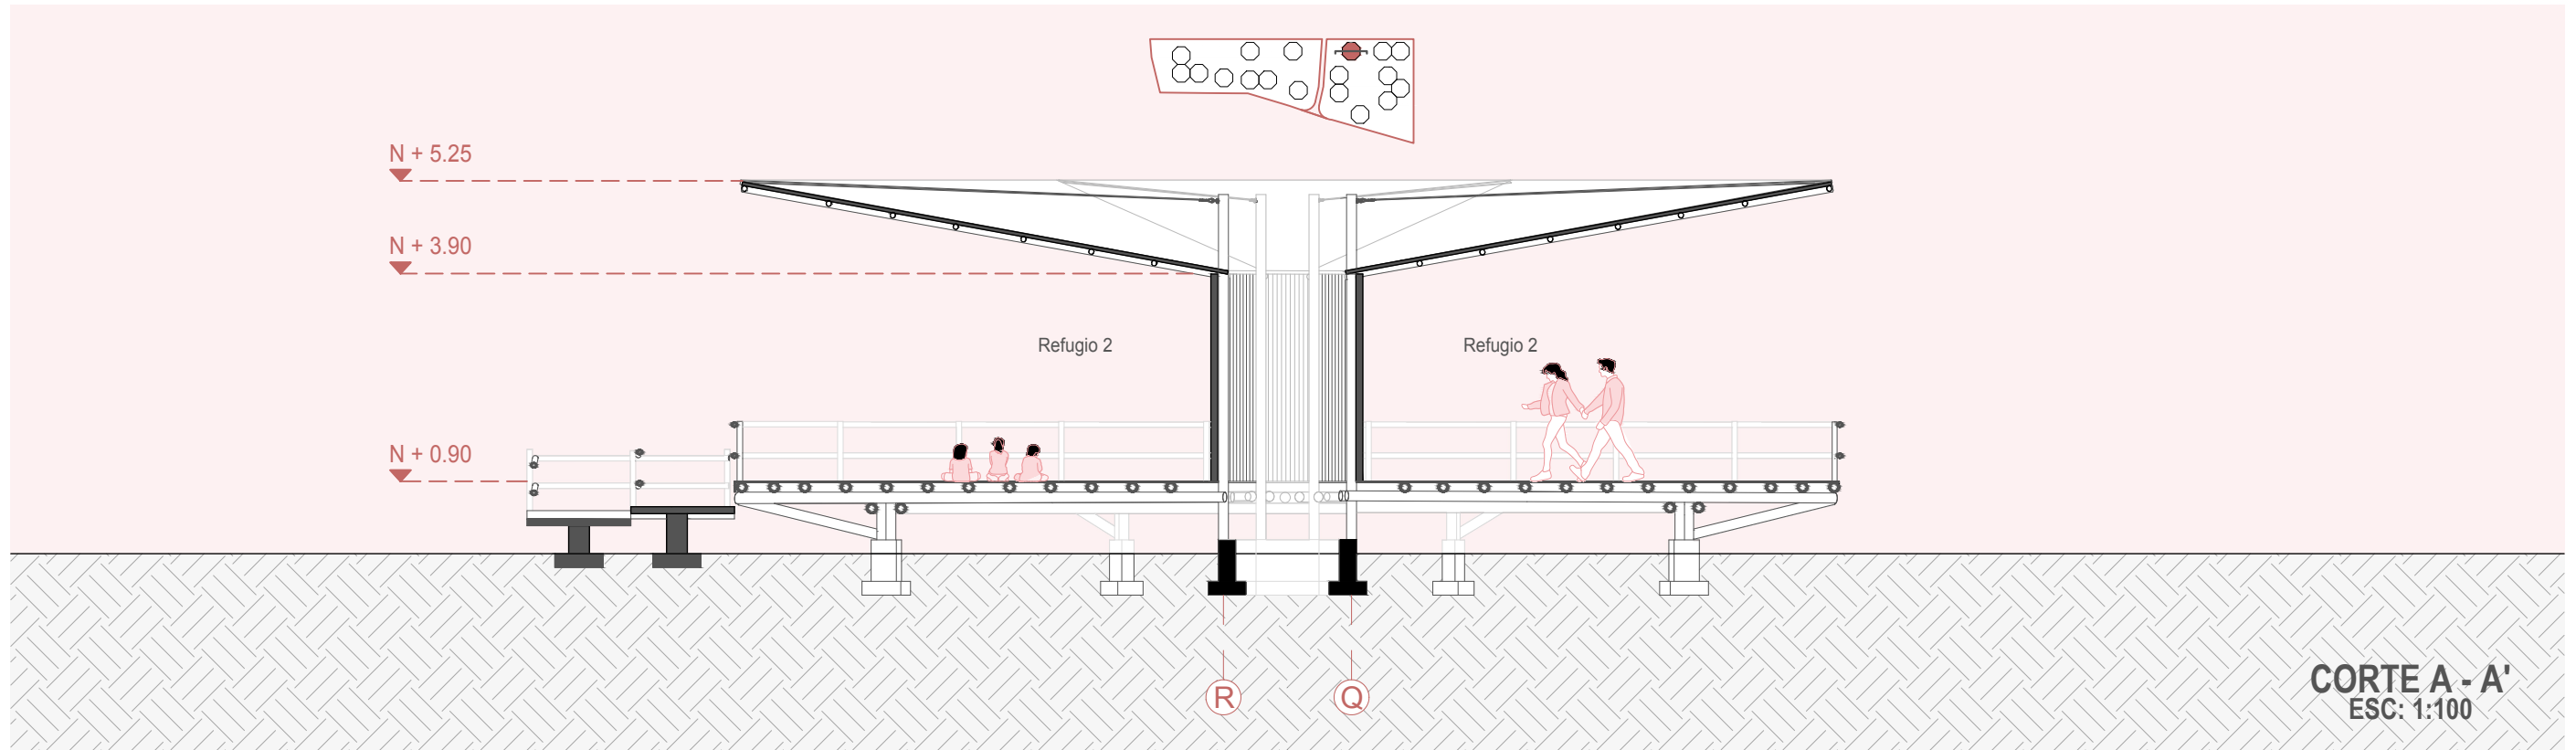 N + 5.25
N + 3.90
Refugio 2
Refugio 2
N + 0.90
R
Q
CORTE A - A'
ESC: 1:100